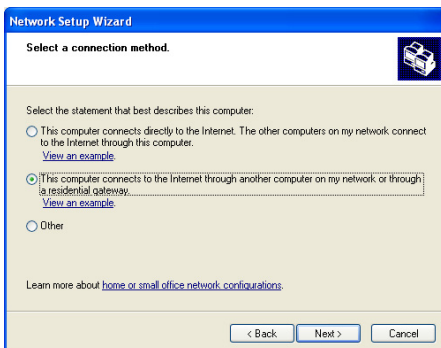 Network Setup Wizard
Select a connection method.
Select the statement that best describes this computer:
This computer connects directly to the Internet. The other computers on my network connect
to the Internet through this computer.
View an example.
This computer connects to the Internet through another computer on my network or through
a residential gateway.
View an example.
Other
Learn more about home or small office network configurations.
< Back
Next >
Cancel